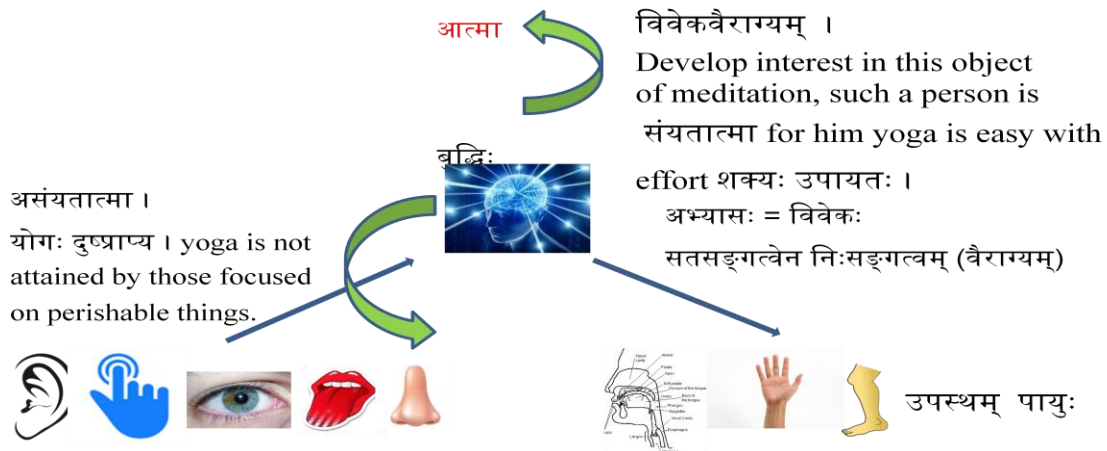 आत्मा
विवेकवैराग्यम् ।
Develop interest in this object
of meditation, such a person is
संयतात्मा for him yoga is easy with
effort शक्यः उपायतः ।
अभ्यासः = विवेकः
सतसङ्गत्वेन निःसङ्गत्वम् (वैराग्यम्)
बुद्धिः
असंयतात्मा ।
योगः दुष्प्राप्य । yoga is not
attained by those focused
on perishable things.
उपस्थम् पायुः